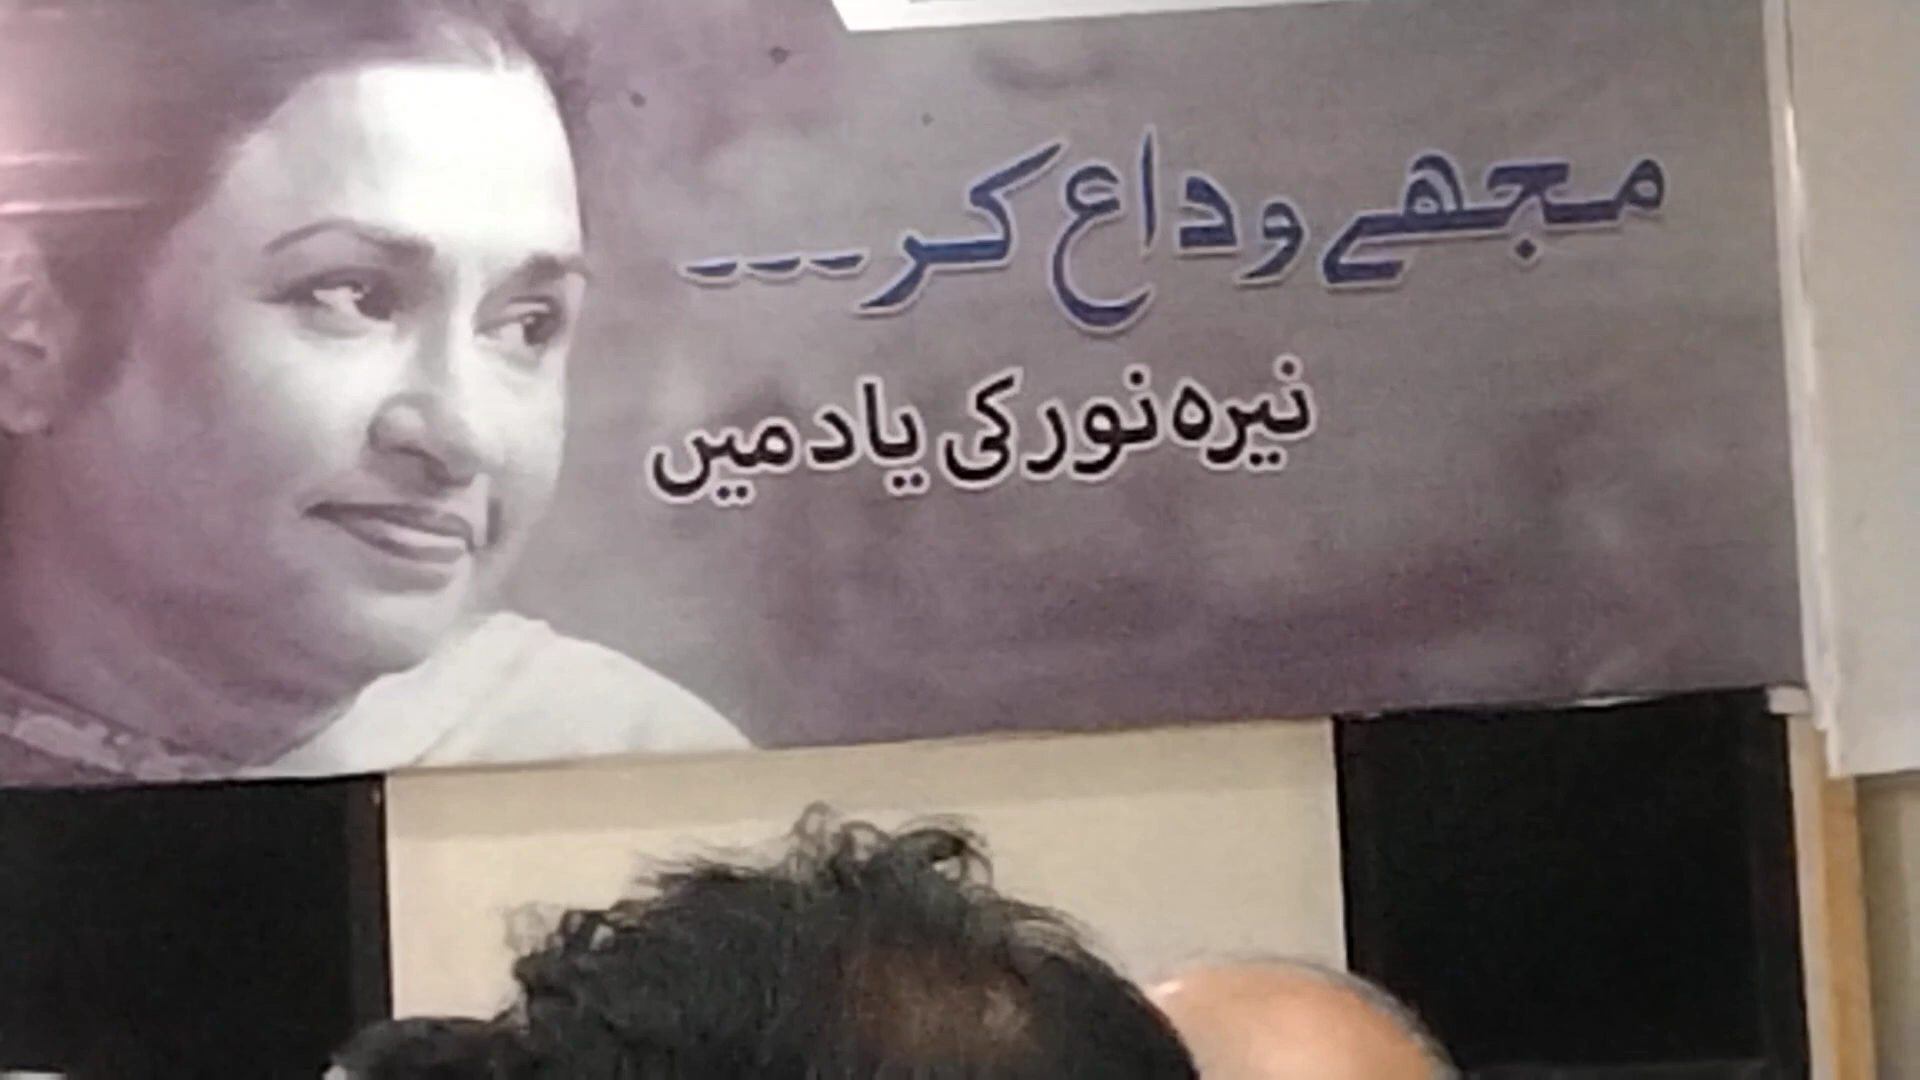 مجھے وداع کر۔۔۔
نیرہ نور کی یاد میں